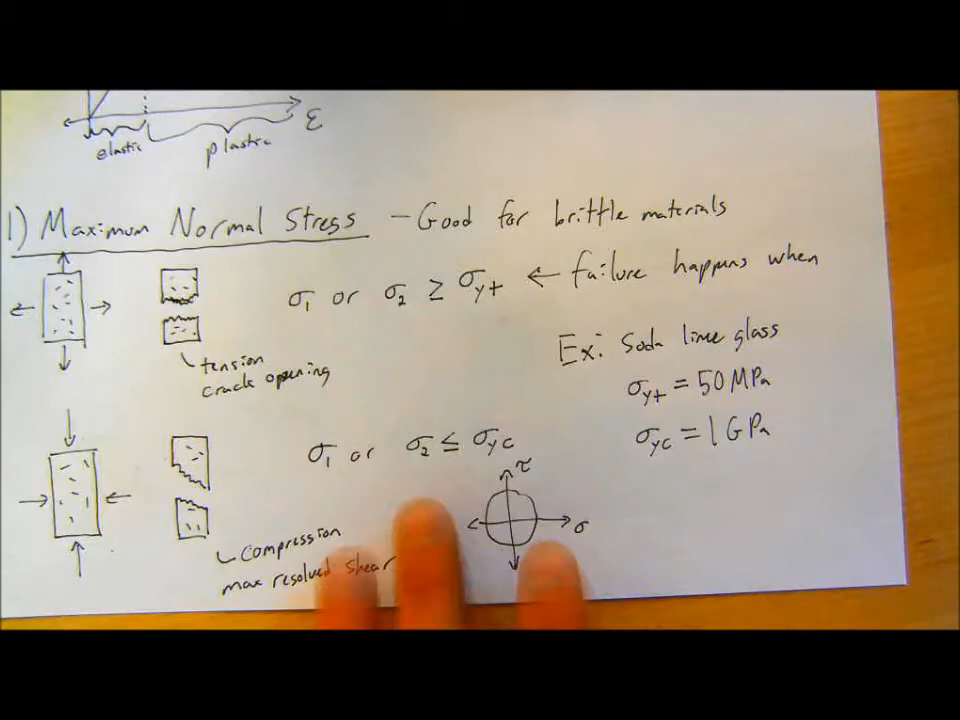 ε
elastic
plastic
1) Maximum Normal Stress - Good for brittle materials
σ1 or σ2 ≥ σy+ ← failure happens when
tension
crack opening
Ex: Soda lime glass
σy+ = 50 MPa
σyc = 1 GPa
σ1 or σ2 ≤ σyc
τ
σ
compression
max resolved shear